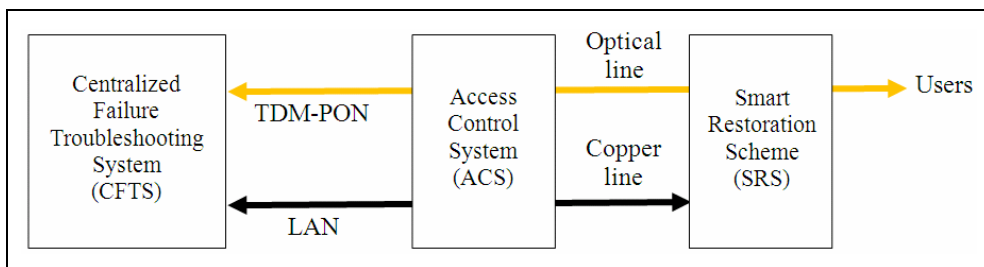 Centralized
Failure
Troubleshooting
System
(CFTS)
TDM-PON
LAN
Access
Control
System
(ACS)
Optical
line
Copper
line
Smart
Restoration
Scheme
(SRS)
Users